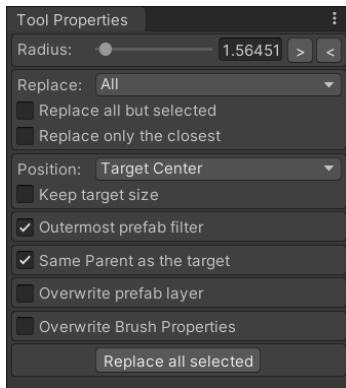 Tool Properties
Radius: 1.56451 > <
Replace: All
Replace all but selected
Replace only the closest
Position: Target Center
Keep target size
Outermost prefab filter
Same Parent as the target
Overwrite prefab layer
Overwrite Brush Properties
Replace all selected